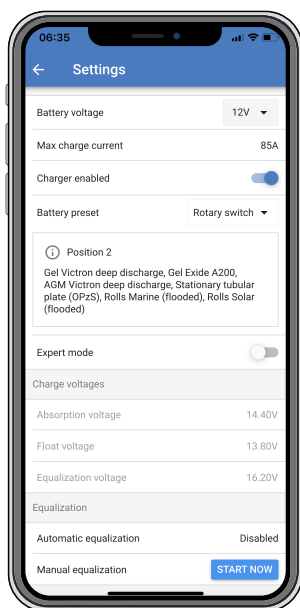 06:35
Settings
Battery voltage 12V
Max charge current 85A
Charger enabled
Battery preset Rotary switch
Position 2
Gel Victron deep discharge, Gel Exide A200,
AGM Victron deep discharge, Stationary tubular
plate (OPzS), Rolls Marine (flooded), Rolls Solar
(flooded)
Expert mode
Charge voltages
Absorption voltage 14.40V
Float voltage 13.80V
Equalization voltage 16.20V
Equalization
Automatic equalization Disabled
Manual equalization START NOW